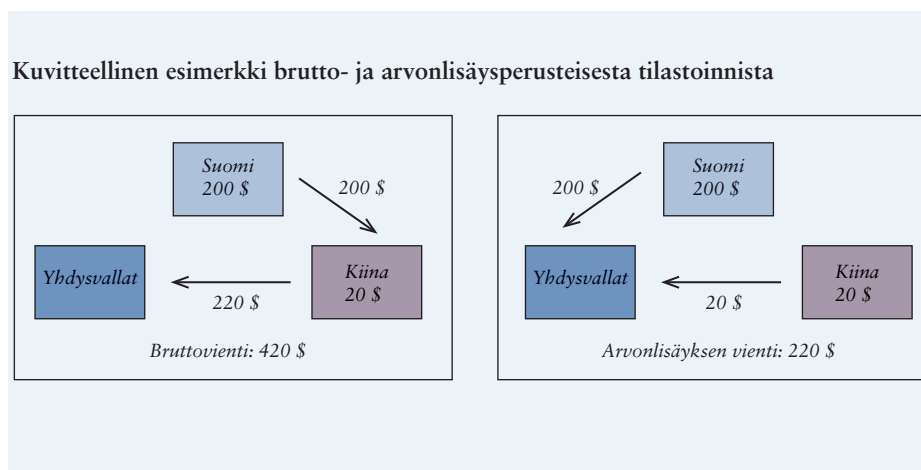 Kuvitteellinen esimerkki brutto- ja arvonlisäysperusteisesta tilastoinnista
Suomi
200 $
200 $
Yhdysvallat
Kiina
20 $
220 $
Bruttovienti: 420 $
Suomi
200 $
200 $
Yhdysvallat
Kiina
20 $
20 $
Arvonlisäyksen vienti: 220 $